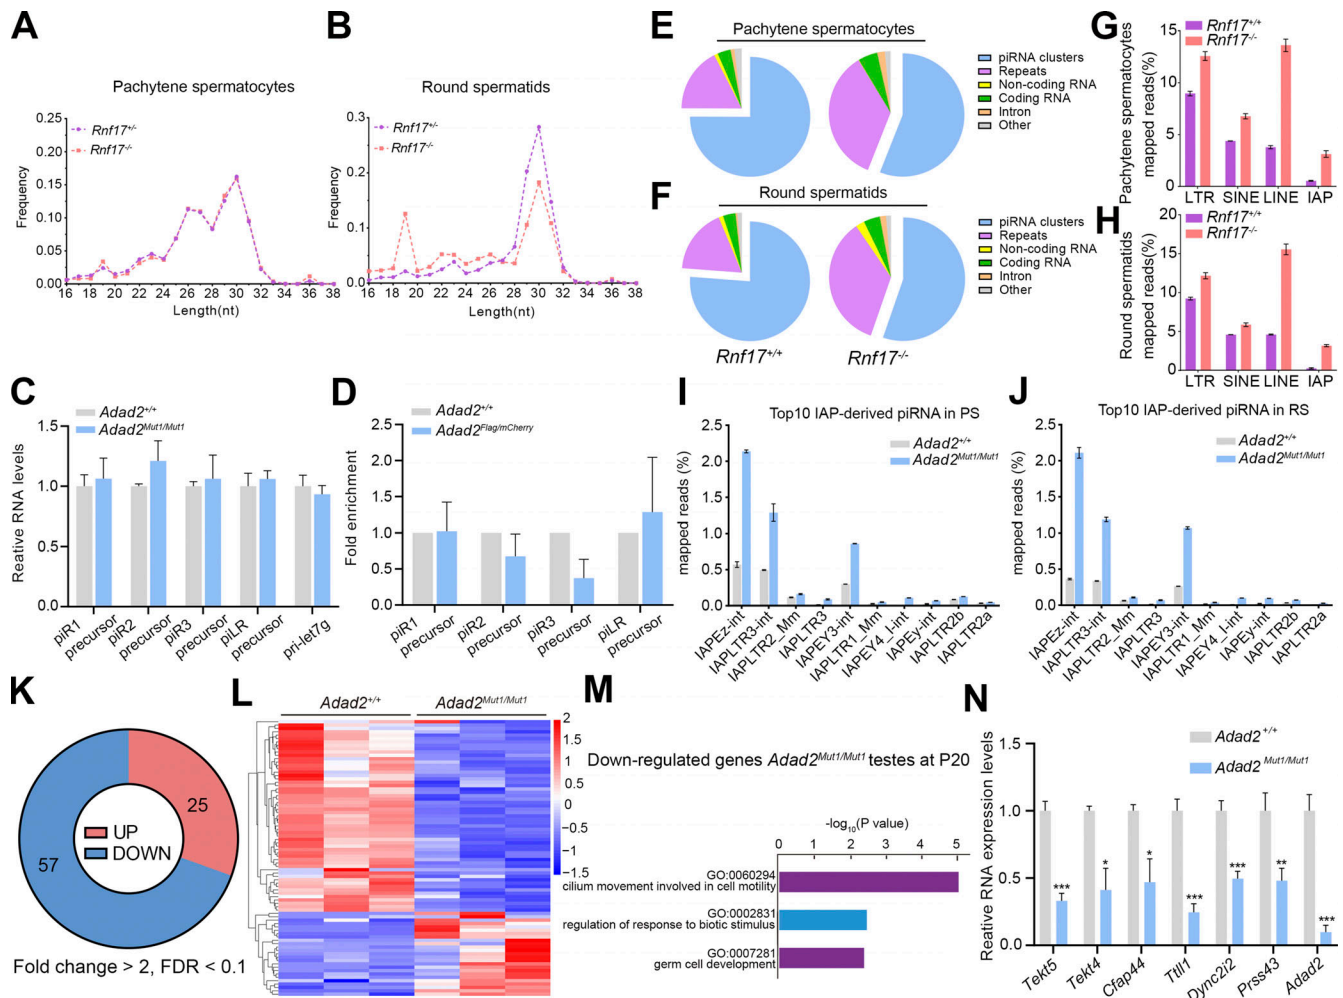 A
Pachytene spermatocytes
Rnf17+/-
Rnf17-/-
Frequency
0.25
0.20
0.15
0.10
0.05
0.00
16 18 20 22 24 26 28 30 32 34 36 38
Length(nt)
B
Round spermatids
Rnf17+/-
Rnf17-/-
Frequency
0.3
0.2
0.1
0.0
16 18 20 22 24 26 28 30 32 34 36 38
Length(nt)
E
Pachytene spermatocytes
piRNA clusters
Repeats
Non-coding RNA
Coding RNA
Intron
Other
F
Round spermatids
piRNA clusters
Repeats
Non-coding RNA
Coding RNA
Intron
Other
Rnf17+/+
Rnf17-/-
G
Rnf17+/+
Rnf17-/-
Pachytene spermatocytes
mapped reads(%)
15
10
5
0
LTR SINE LINE IAP
H
Rnf17+/+
Rnf17-/-
Round spermatids
mapped reads(%)
20
15
10
5
0
LTR SINE LINE IAP
C
Adad2+/+
Adad2Mut1/Mut1
Reative RNA levels
1.5
1.0
0.5
0.0
piR1 precursor
piR2 precursor
piR3 precursor
piLR precursor
pri-let7g
D
Adad2+/+
Adad2Flag/mCherry
Fold enrichment
2.5
2.0
1.5
1.0
0.5
0.0
piR1 precursor
piR2 precursor
piR3 precursor
piLR precursor
I
Top10 IAP-derived piRNA in PS
Adad2+/+
Adad2Mut1/Mut1
mapped reads (%)
2.5
2.0
1.5
1.0
0.5
0.0
IAPEz-int
IAPLTR3-int
IAPLTR2_Mm
IAPLTR3
IAPEY3-int
IAPLTR1_Mm
IAPEY4_I-int
IAPEy-int
IAPLTR2b
IAPLTR2a
J
Top10 IAP-derived piRNA in RS
Adad2+/+
Adad2Mut1/Mut1
mapped reads (%)
2.5
2.0
1.5
1.0
0.5
0.0
IAPEz-int
IAPLTR3-int
IAPLTR2_Mm
IAPLTR3
IAPEY3-int
IAPLTR1_Mm
IAPEY4_I-int
IAPEy-int
IAPLTR2b
IAPLTR2a
K
25
57
UP
DOWN
Fold change > 2, FDR < 0.1
L
Adad2+/+
Adad2Mut1/Mut1
2
1.5
1
0.5
0
−0.5
−1
−1.5
M
Down-regulated genes Adad2Mut1/Mut1 testes at P20
-log10(P value)
0 1 2 3 4 5
GO:0060294
cilium movement involved in cell motility
GO:0002831
regulation of response to biotic stimulus
GO:0007281
germ cell development
N
Adad2 +/+
Adad2 Mut1/Mut1
Relative RNA expression levels
1.5
1.0
0.5
0.0
***
*
*
***
***
**
***
Tekt5
Tekt4
Cfap44
Ttll1
Dync2i2
Prss43
Adad2